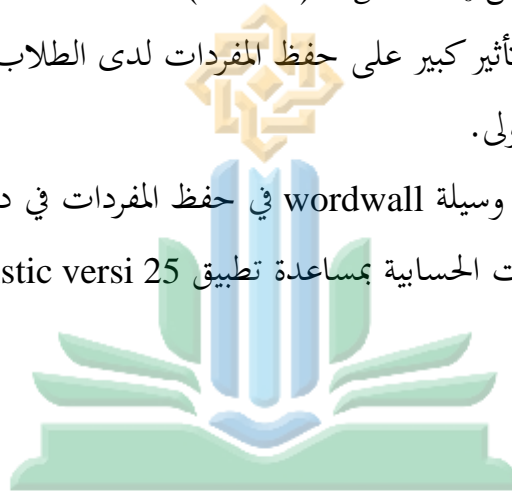 تأثير كبير على حفظ المفردات لدى الطلاب
ولى.
وسيلة wordwall في حفظ المفردات في د
ت الحسابية بمساعدة تطبيق stic versi 25